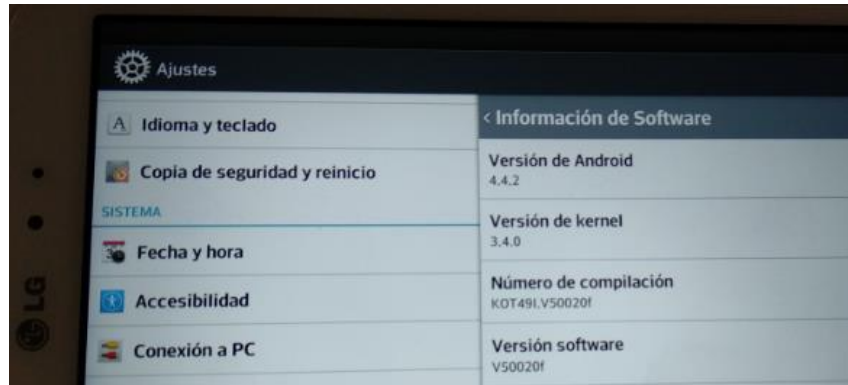 Ajustes
A Idioma y teclado
Copia de seguridad y reinicio
SISTEMA
Fecha y hora
Accesibilidad
Conexión a PC
< Información de Software
Versión de Android
4.4.2
Versión de kernel
3.4.0
Número de compilación
KOT49I.V50020f
Versión software
V50020f
LG